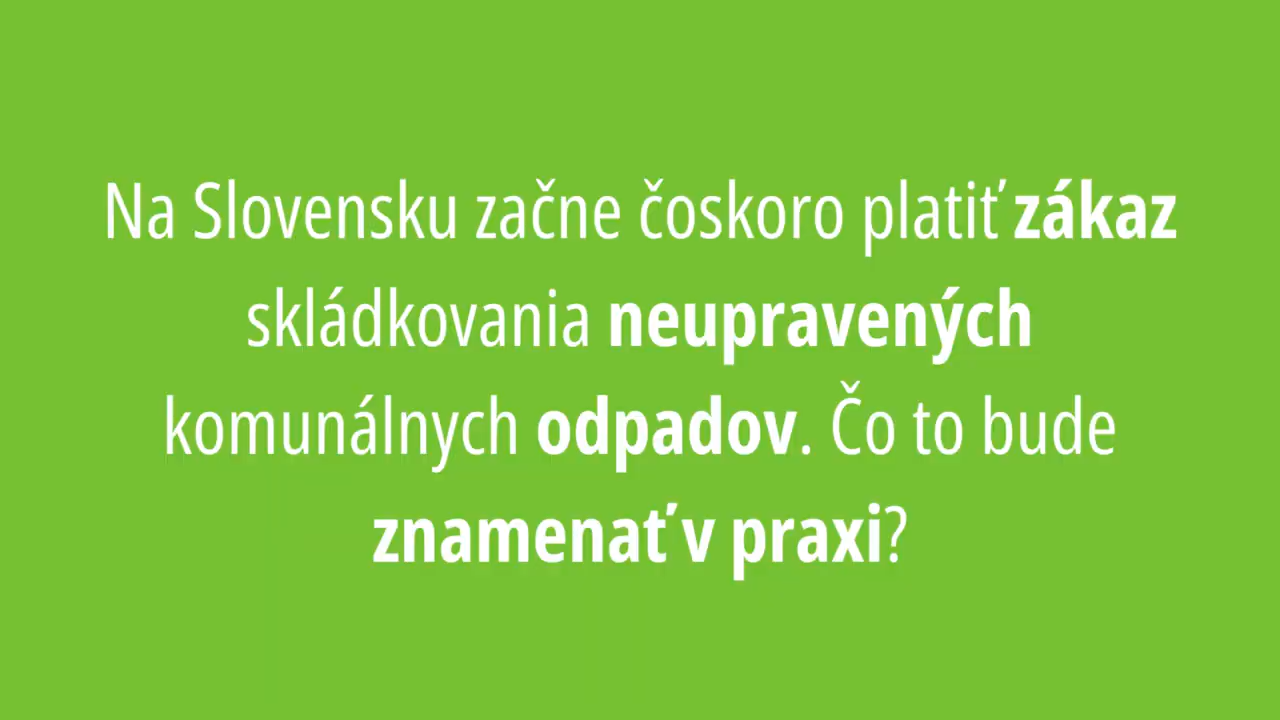 Na Slovensku začne čoskoro platiť zákaz
skládkovania neupravených
komunálnych odpadov. Čo to bude
znamenať v praxi?